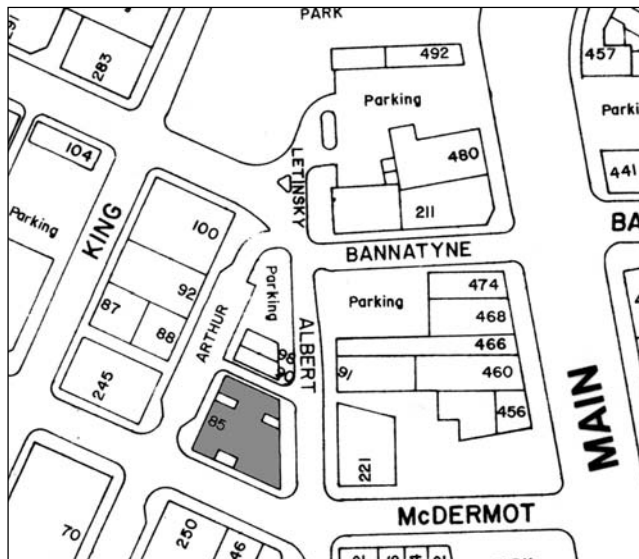 PARK
492
457
283
Parking
Parki
104
480
441
LETINSKY
KING
Parking
100
211
BA
BANNATYNE
Parking
474
92
Parking
468
87
88
ARTHUR
ALBERT
466
98
90
91
460
245
MAIN
85
456
221
McDERMOT
70
250
46